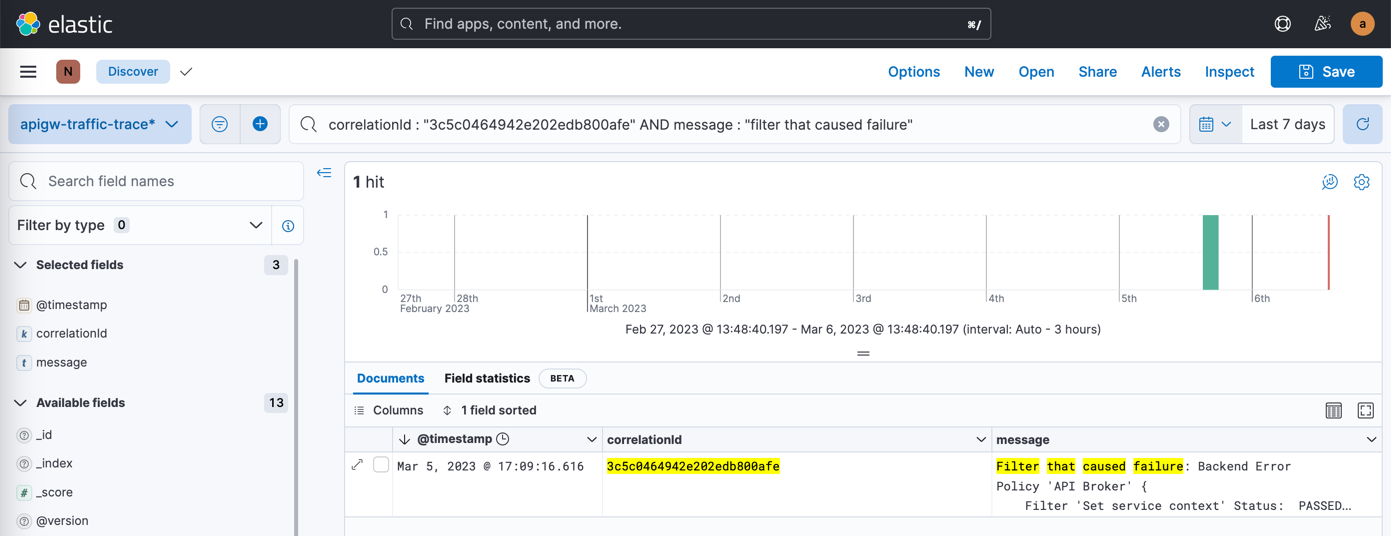 elastic
Find apps, content, and more.
⌘/
a
N
Discover
Options
New
Open
Share
Alerts
Inspect
Save
apigw-traffic-trace*
correlationId : "3c5c0464942e202edb800afe" AND message : "filter that caused failure"
Last 7 days
Search field names
Filter by type 0
Selected fields 3
@timestamp
k correlationId
t message
Available fields 13
_id
_index
# _score
@version
1 hit
1
0.5
0
27th
February 2023
28th
1st
March 2023
2nd
3rd
4th
5th
6th
Feb 27, 2023 @ 13:48:40.197 - Mar 6, 2023 @ 13:48:40.197 (interval: Auto - 3 hours)
Documents
Field statistics
BETA
Columns
1 field sorted
@timestamp
correlationId
message
Mar 5, 2023 @ 17:09:16.616
3c5c0464942e202edb800afe
Filter that caused failure: Backend Error
Policy 'API Broker' {
Filter 'Set service context' Status: PASSED…